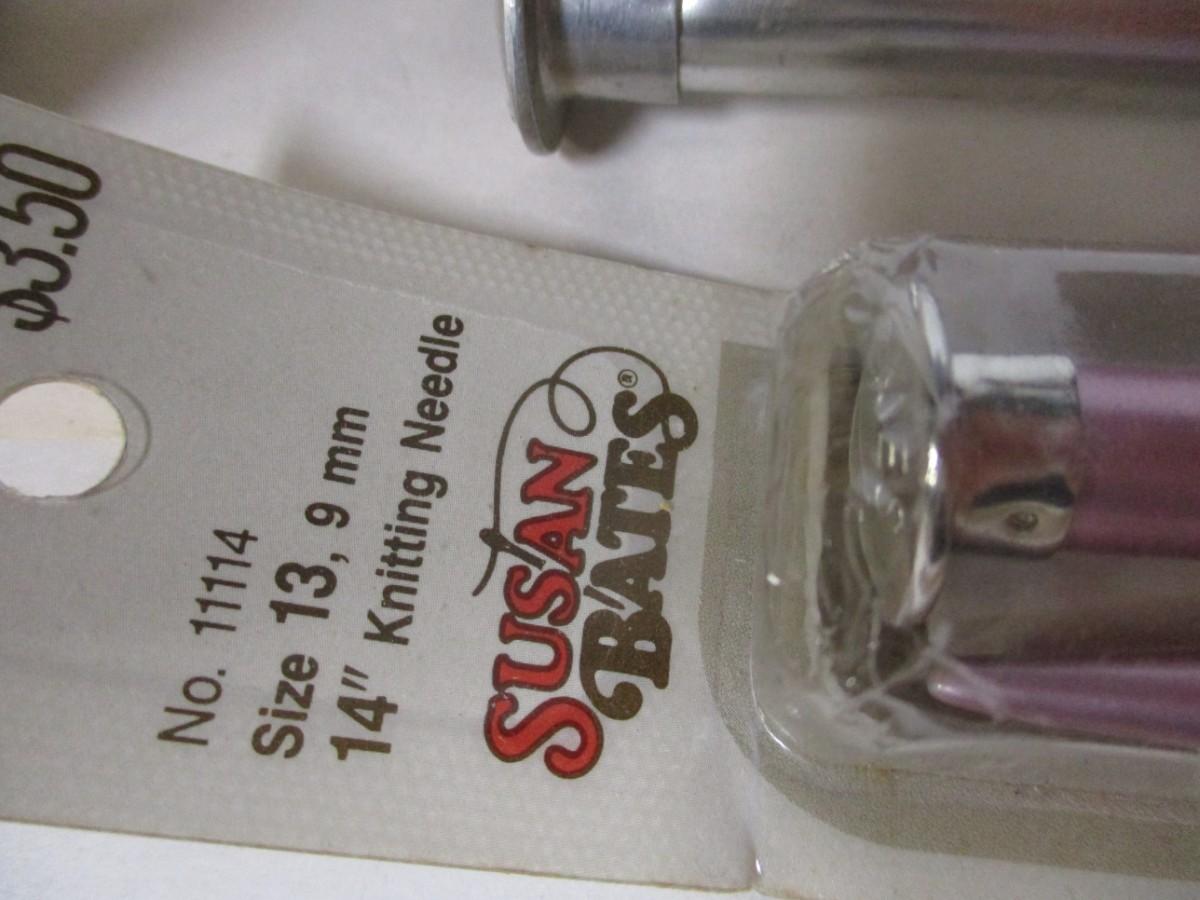 $3.50
No. 11114
Size 13, 9 mm
14" Knitting Needle
SUSAN
BATES®